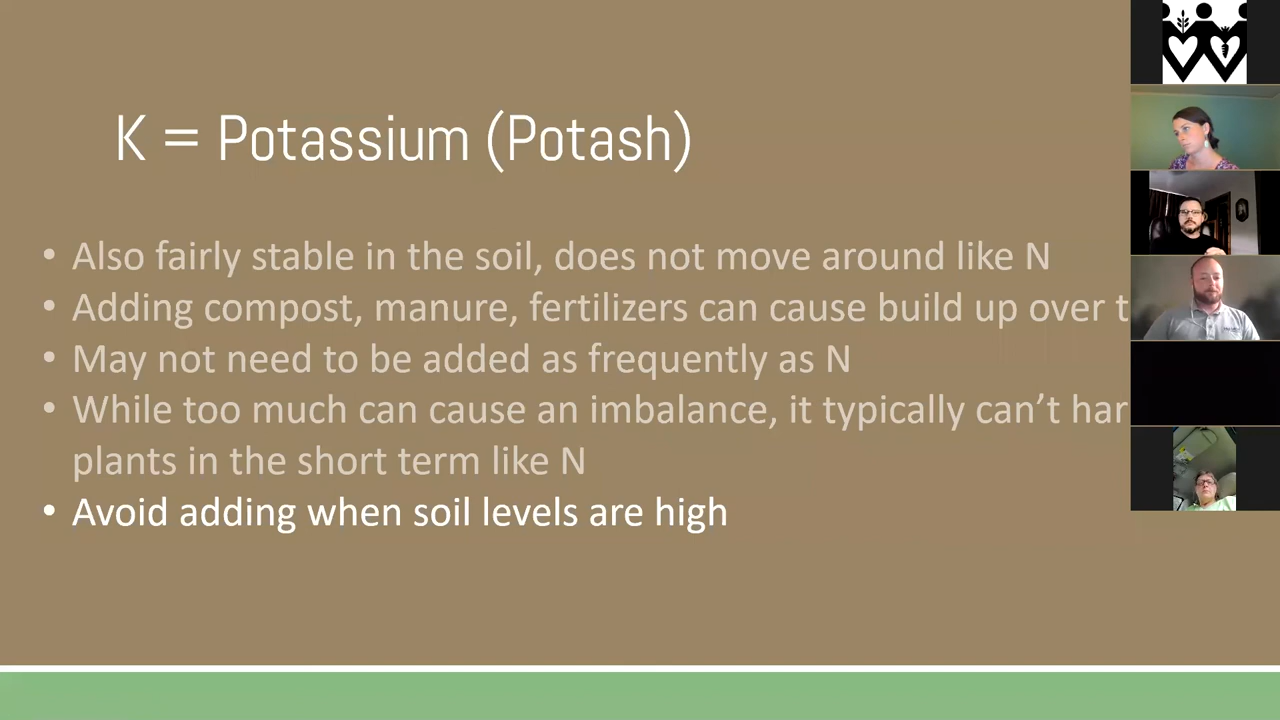 K = Potassium (Potash)
• Also fairly stable in the soil, does not move around like N
• Adding compost, manure, fertilizers can cause build up over
• May not need to be added as frequently as N
• While too much can cause an imbalance, it typically can't
plants in the short term like N
• Avoid adding when soil levels are high